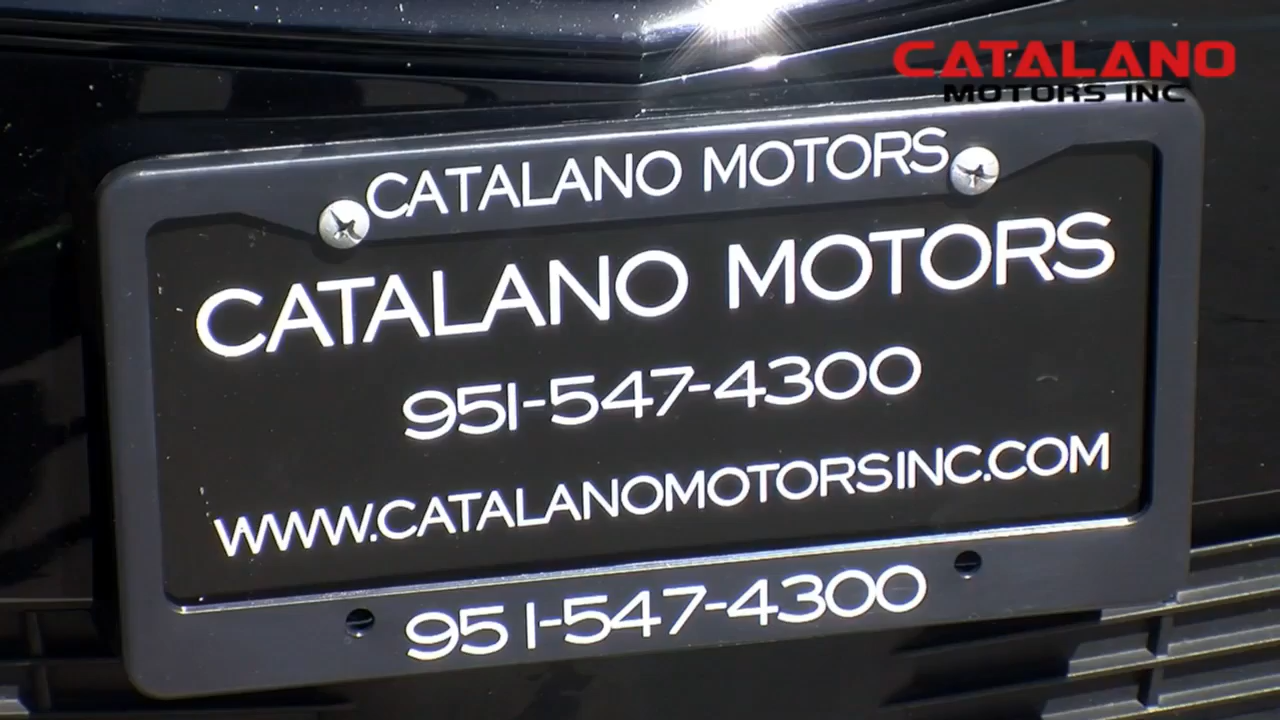 CATALANO
MOTORS INC
CATALANO MOTORS
CATALANO MOTORS
951-547-4300
WWW.CATALANOMOTORSINC.COM
951-547-4300